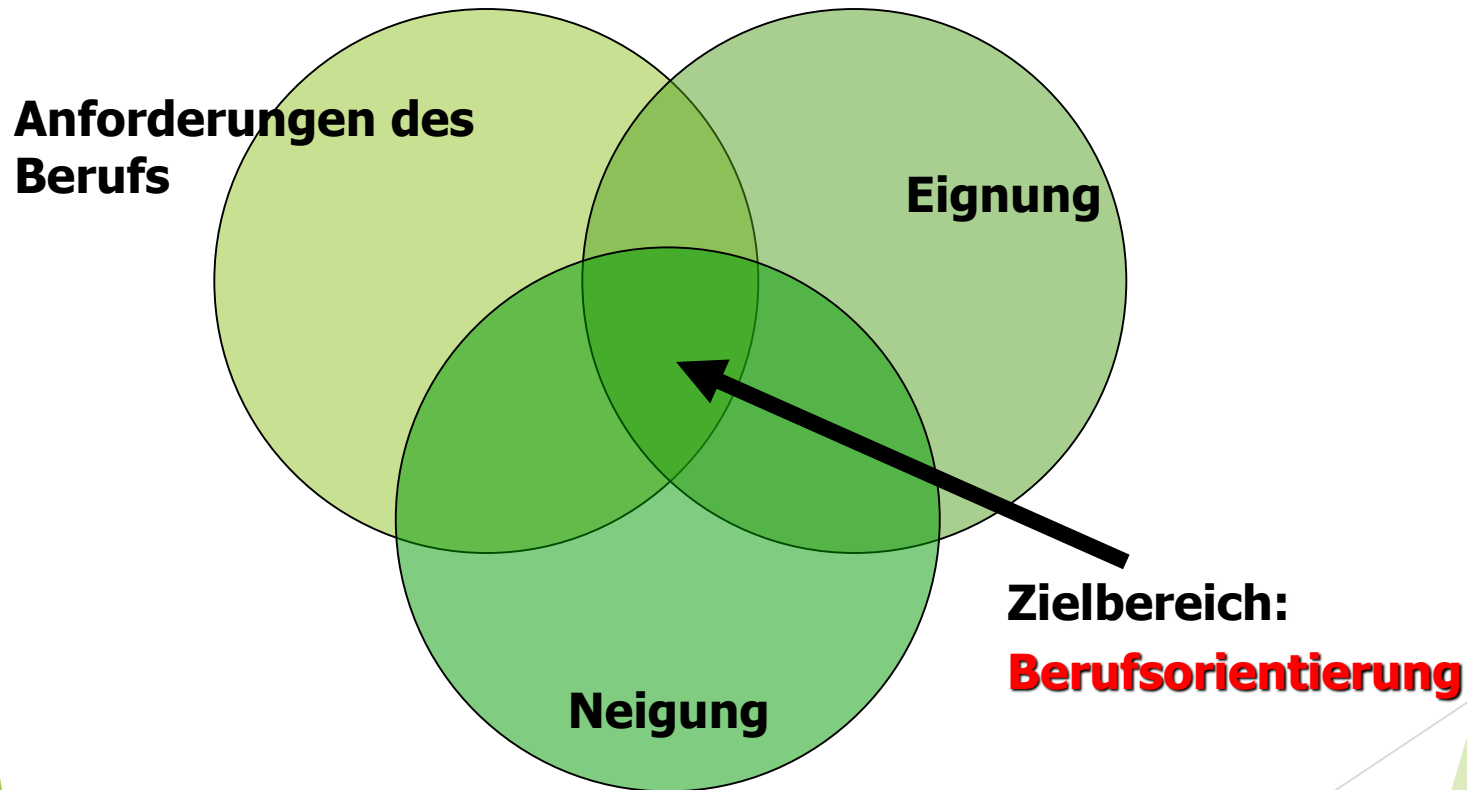 Anforderungen des
Berufs
Eignung
Neigung
Zielbereich:
Berufsorientierung